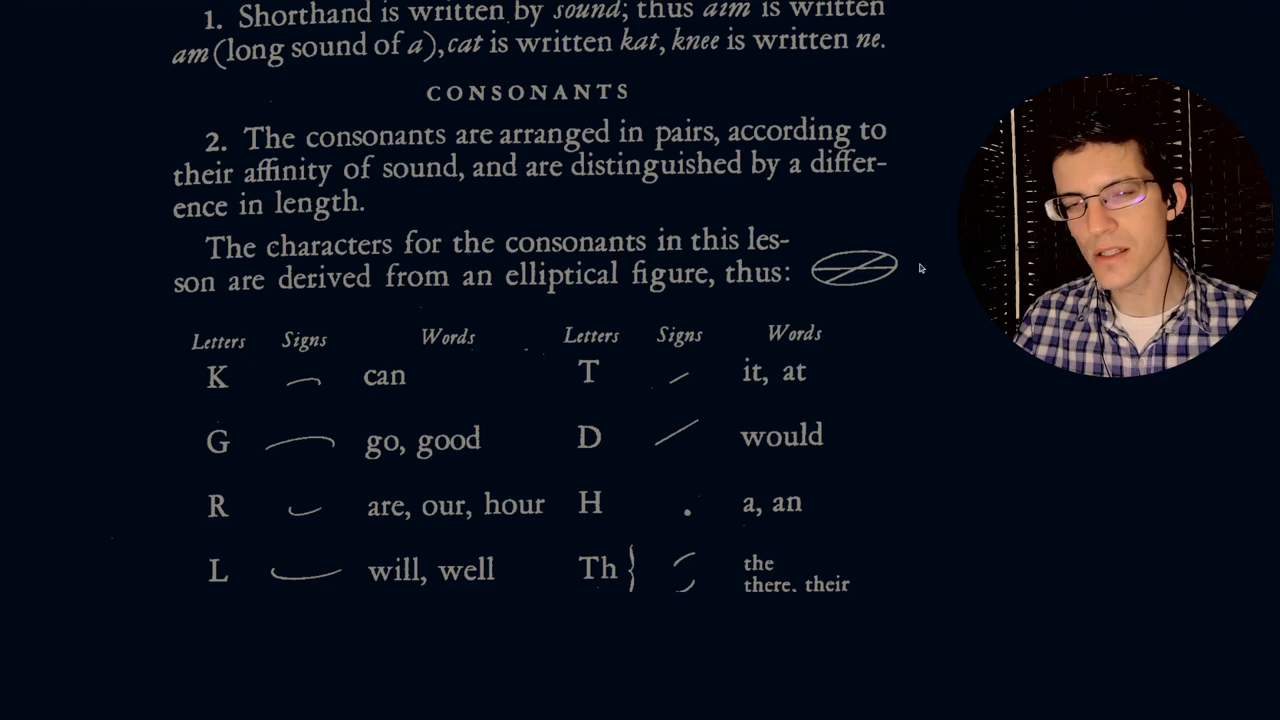 1. Shorthand is written by sound; thus aim is written
am (long sound of a), cat is written kat, knee is written ne.
CONSONANTS
2. The consonants are arranged in pairs, according to
their affinity of sound, and are distinguished by a differ-
ence in length.
The characters for the consonants in this les-
son are derived from an elliptical figure, thus:
Letters Signs Words Letters Signs Words
K can T it, at
G go, good D would
R are, our, hour H a, an
L will, well Th { the
there, their